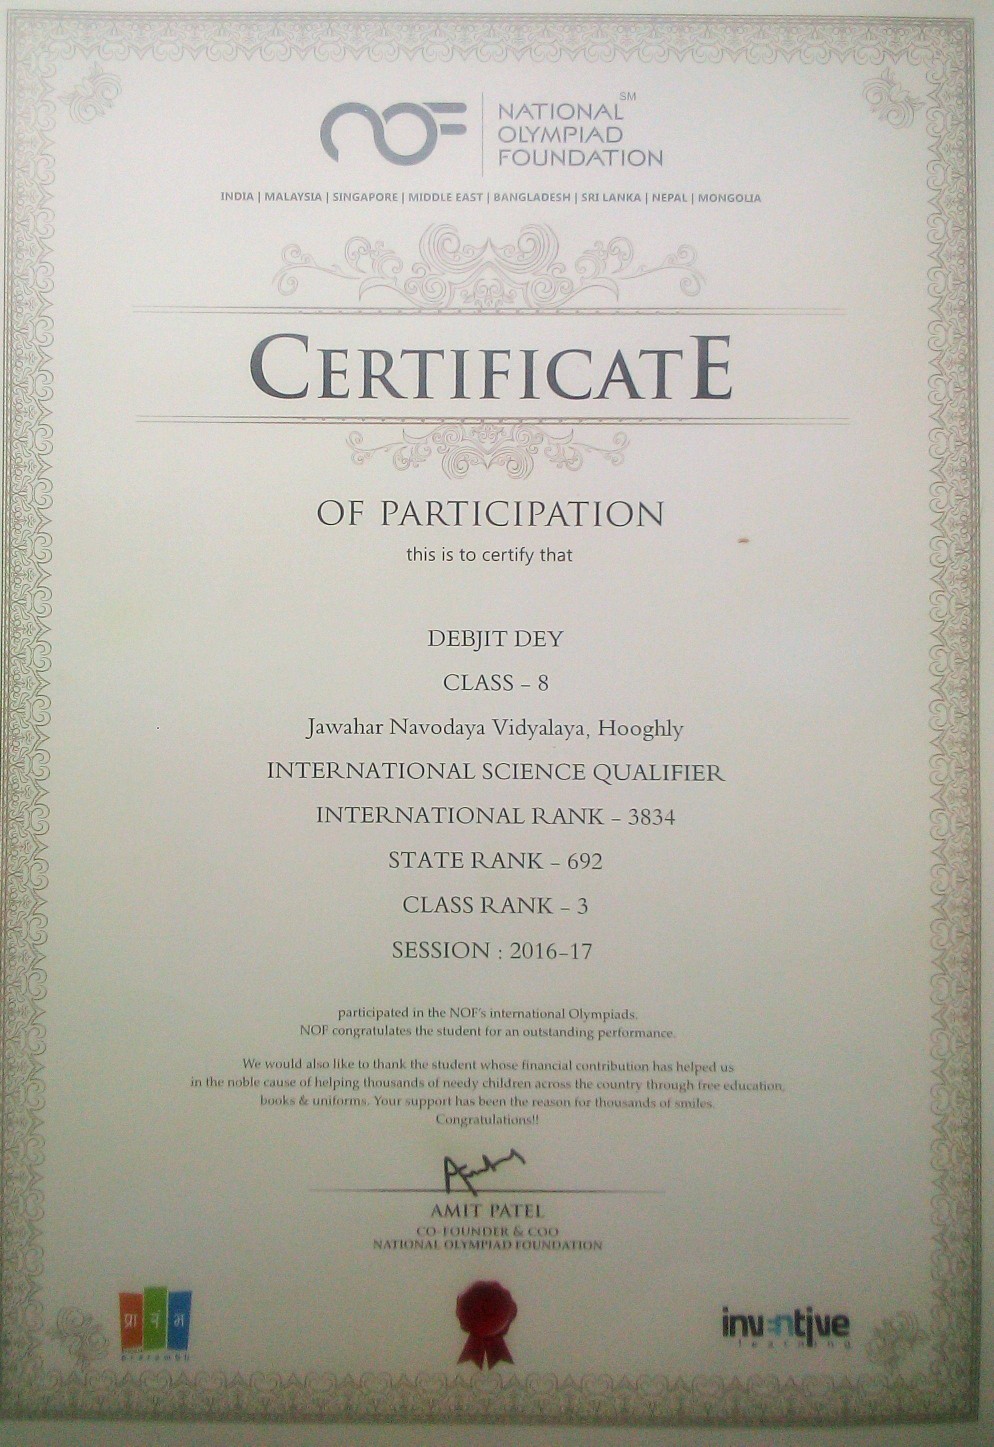 NOF
NATIONAL SM
OLYMPIAD
FOUNDATION
INDIA | MALAYSIA | SINGAPORE | MIDDLE EAST | BANGLADESH | SRI LANKA | NEPAL | MONGOLIA
CERTIFICATE
OF PARTICIPATION
this is to certify that
DEBJIT DEY
CLASS – 8
Jawahar Navodaya Vidyalaya, Hooghly
INTERNATIONAL SCIENCE QUALIFIER
INTERNATIONAL RANK – 3834
STATE RANK – 692
CLASS RANK – 3
SESSION : 2016–17
participated in the NOF's international Olympiads.
NOF congratulates the student for an outstanding performance.
We would also like to thank the student whose financial contribution has helped us
in the noble cause of helping thousands of needy children across the country through free education,
books & uniforms. Your support has been the reason for thousands of smiles.
Congratulations!!
AMIT PATEL
CO-FOUNDER & COO
NATIONAL OLYMPIAD FOUNDATION
prarambh
inventive
learning